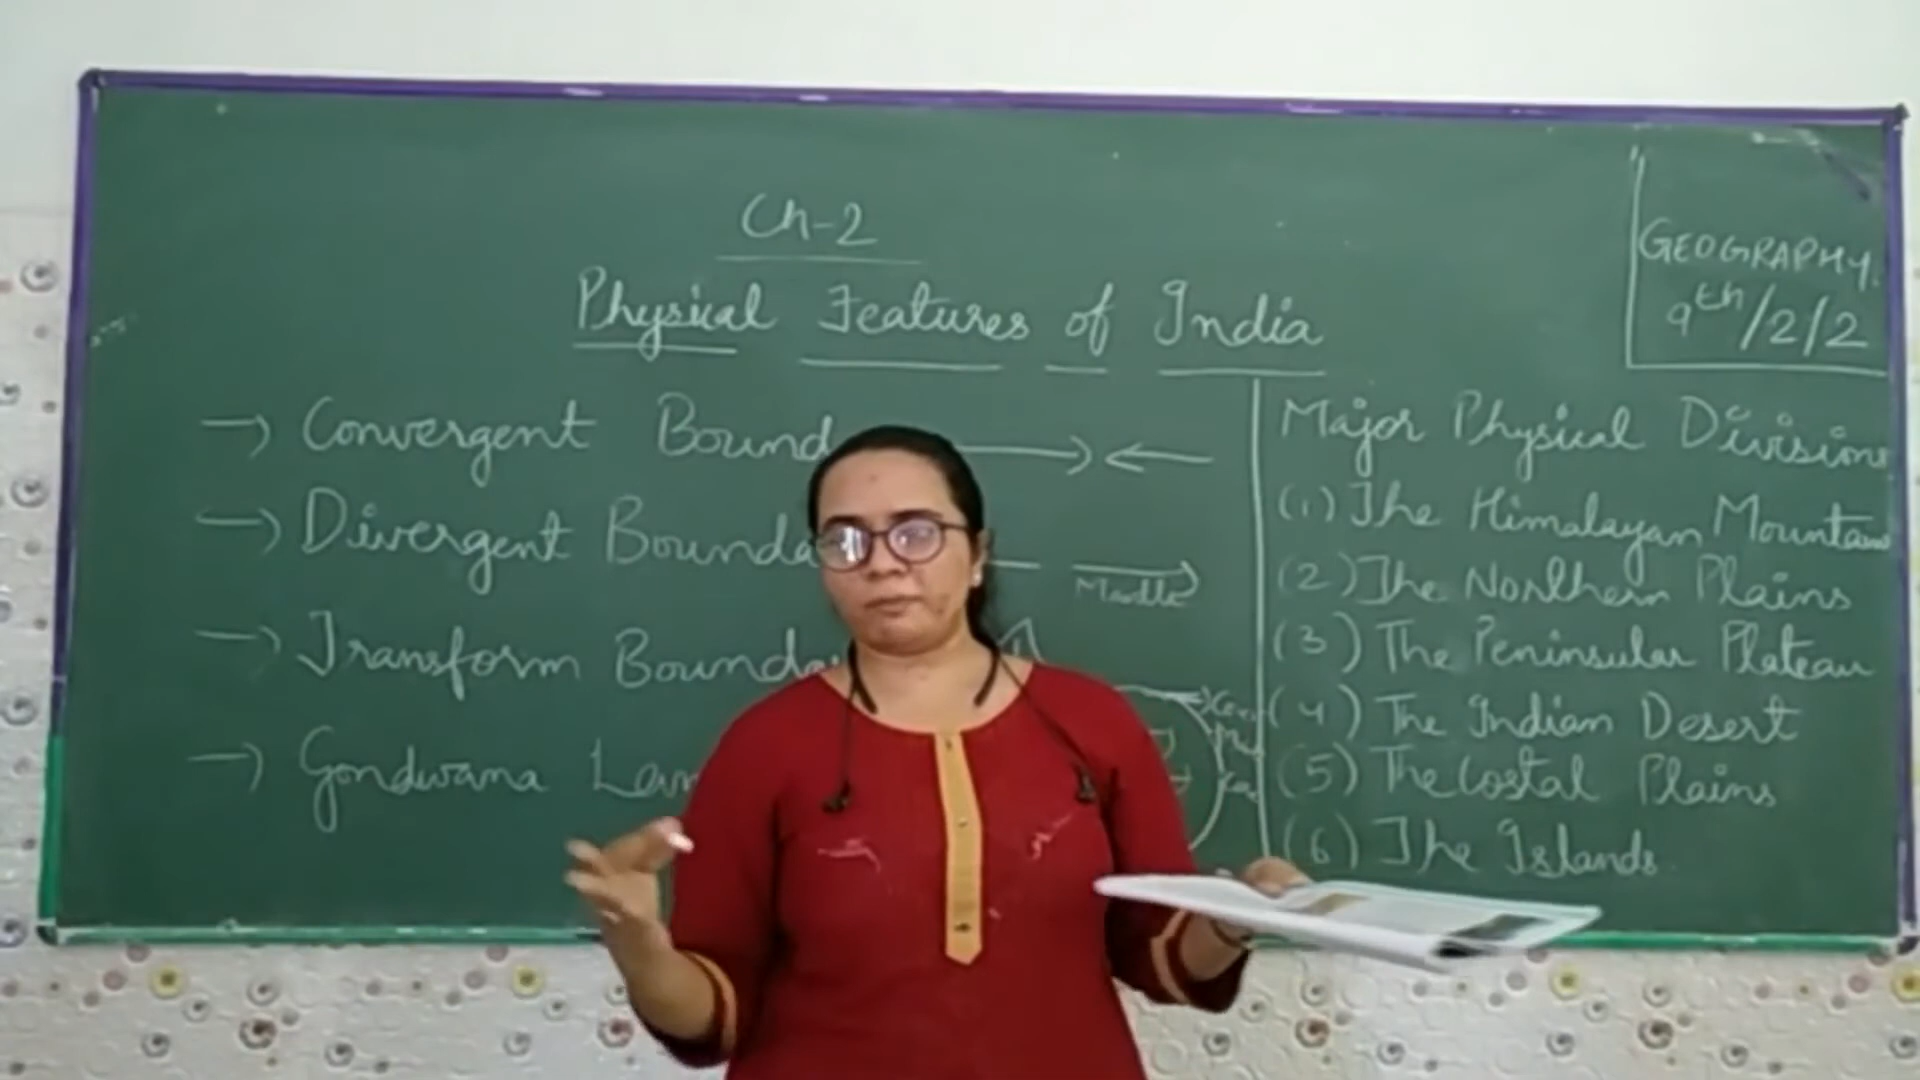 Ch-2
Physical Features of India
GEOGRAPHY.
9th/2/2
→ Convergent Bound
→ Divergent Bounda
Mantle
→ Transform Bounda
→ Gondwana Lan
Major Physical Divisions
(1) The Himalayan Mountain
(2) The Northern Plains
(3) The Peninsular Plateau
(4) The Indian Desert
(5) The Costal Plains
(6) The Islands